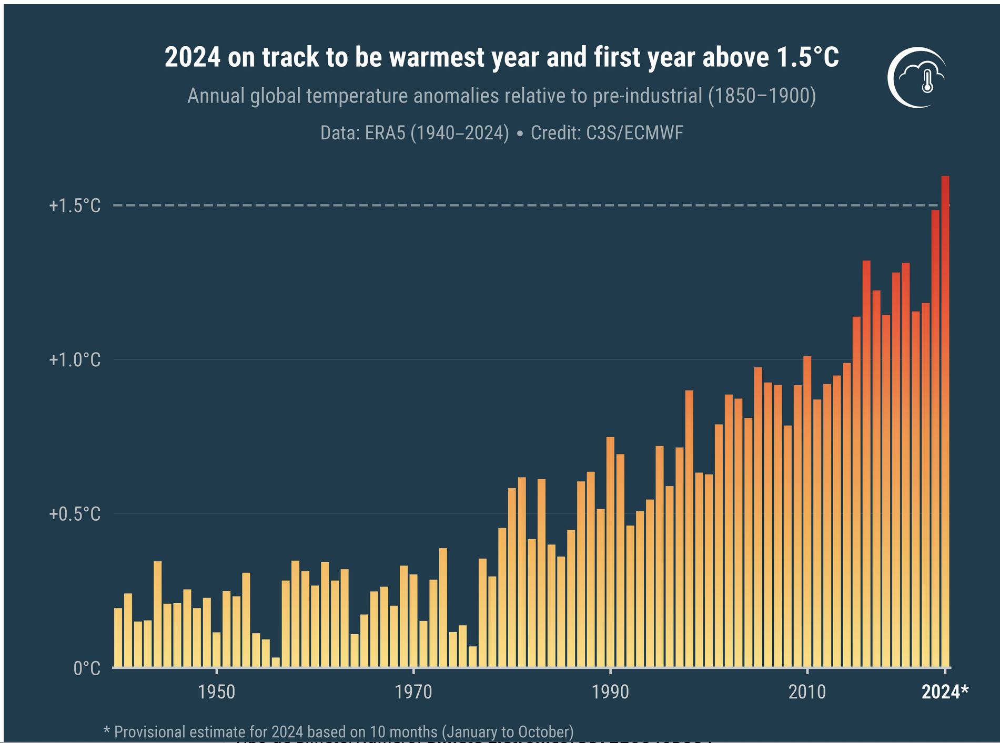 2024 on track to be warmest year and first year above 1.5°C
Annual global temperature anomalies relative to pre-industrial (1850–1900)
Data: ERA5 (1940–2024) • Credit: C3S/ECMWF
+1.5°C
+1.0°C
+0.5°C
0°C
1950 1970 1990 2010 2024*
* Provisional estimate for 2024 based on 10 months (January to October)